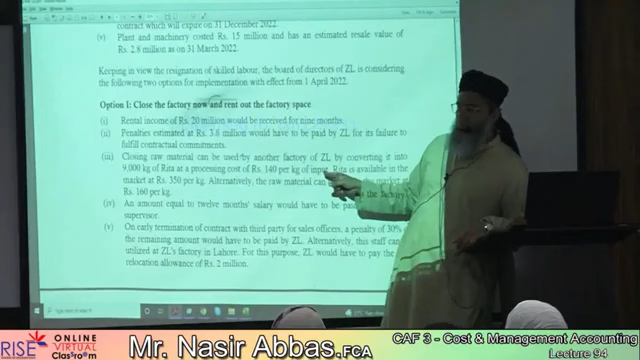 contract which will expire on 31 December 2022
(v) Plant and machinery costed Rs. 15 million and has an estimated resale value of
Rs. 2.8 million as on 31 March 2022.
Keeping in view the resignation of skilled labour, the board of directors of ZL is considering
the following two options for implementation with effect from 1 April 2022.
Option I: Close the factory now and rent out the factory space
(i) Rental income of Rs. 20 million would be received for nine months.
(ii) Penalties estimated at Rs. 3.8 million would have to be paid by ZL for its failure to
fulfill contractual commitments.
(iii) Closing raw material can be used by another factory of ZL by converting it into
9,000 kg of Rita at a processing cost of Rs. 140 per kg of input. Rita is available in the
market at Rs. 350 per kg. Alternatively, the raw material can market at
Rs. 160 per kg.
(iv) An amount equal to twelve months' salary would have to be paid factory
supervisor.
(v) On early termination of contract with third party for sales officers, a penalty of 30%
the remaining amount would have to be paid by ZL. Alternatively, this staff can
utilized at ZL's factory in Lahore. For this purpose, ZL would have to pay the
relocation allowance of Rs. 2 million.
Type here to search
RISE ONLINE VIRTUAL Classroom
Mr. Nasir Abbas.FCA
CAF 3 - Cost & Management Accounting
Lecture 94